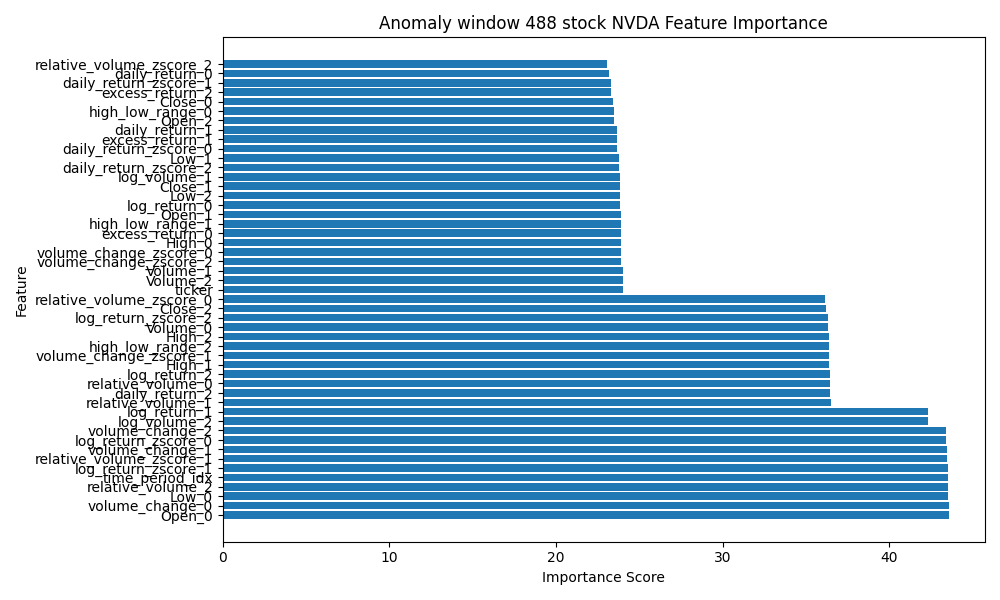 Anomaly window 488 stock NVDA Feature Importance
relative_volume_zscore_2
daily_return_0
daily_return_zscore_1
excess_return_2
Close_0
high_low_range_0
Open_2
daily_return_1
excess_return_1
daily_return_zscore_0
Low_1
daily_return_zscore_2
log_volume_1
Close_1
Low_2
log_return_0
Open_1
high_low_range_1
excess_return_0
High_0
volume_change_zscore_0
volume_change_zscore_2
Volume_1
Volume_2
ticker
relative_volume_zscore_0
Close_2
log_return_zscore_2
Volume_0
High_2
high_low_range_2
volume_change_zscore_1
High_1
log_return_2
relative_volume_0
daily_return_2
relative_volume_1
log_return_1
log_volume_2
volume_change_2
log_return_zscore_0
volume_change_1
relative_volume_zscore_1
log_return_zscore_1
time_period_idx
relative_volume_2
Low_0
volume_change_0
Open_0
Feature
0 10 20 30 40
Importance Score